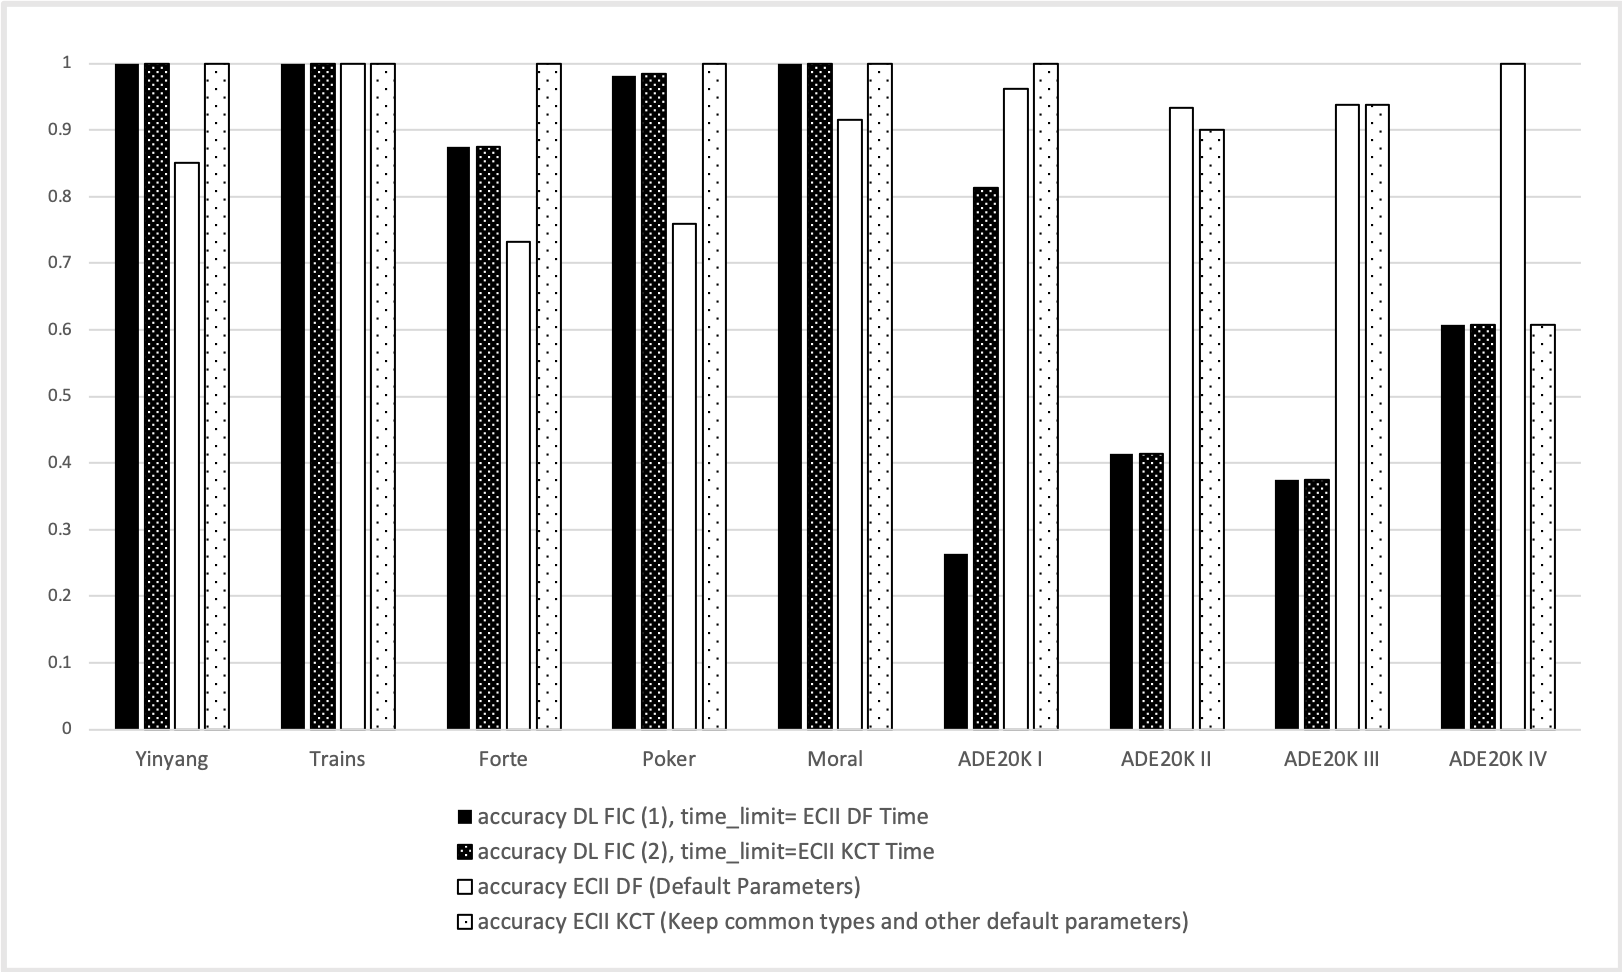 1
0.9
0.8
0.7
0.6
0.5
0.4
0.3
0.2
0.1
0
Yinyang Trains Forte Poker Moral ADE20K I ADE20K II ADE20K III ADE20K IV
accuracy DL FIC (1), time_limit= ECII DF Time
accuracy DL FIC (2), time_limit=ECII KCT Time
accuracy ECII DF (Default Parameters)
accuracy ECII KCT (Keep common types and other default parameters)